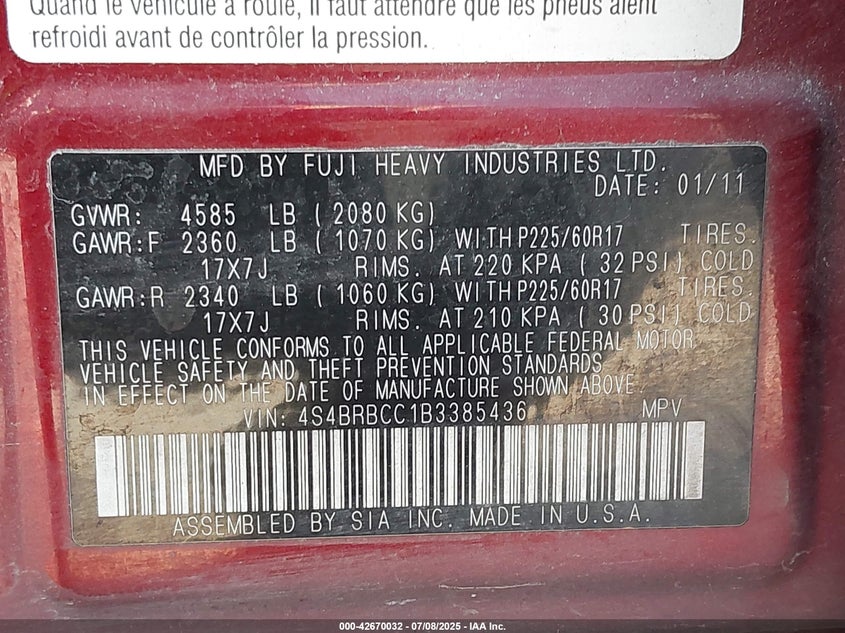 Quand le véhicule a roulé, il faut attendre que les pneus aient
refroidi avant de contrôler la pression.
MFD BY FUJI HEAVY INDUSTRIES LTD.
DATE: 01/11
GVWR: 4585 LB ( 2080 KG)
GAWR:F 2360 LB ( 1070 KG) WITH P225/60R17 TIRES.
17X7J RIMS. AT 220 KPA ( 32 PSI) COLD
GAWR:R 2340 LB ( 1060 KG) WITH P225/60R17 TIRES.
17X7J RIMS. AT 210 KPA ( 30 PSI) COLD
THIS VEHICLE CONFORMS TO ALL APPLICABLE FEDERAL MOTOR
VEHICLE SAFETY AND THEFT PREVENTION STANDARDS
IN EFFECT ON THE DATE OF MANUFACTURE SHOWN ABOVE.
VIN: 4S4BRBCC1B3385436 MPV
ASSEMBLED BY SIA INC. MADE IN U.S.A.
000-42670032 - 07/08/2025 - IAA Inc.